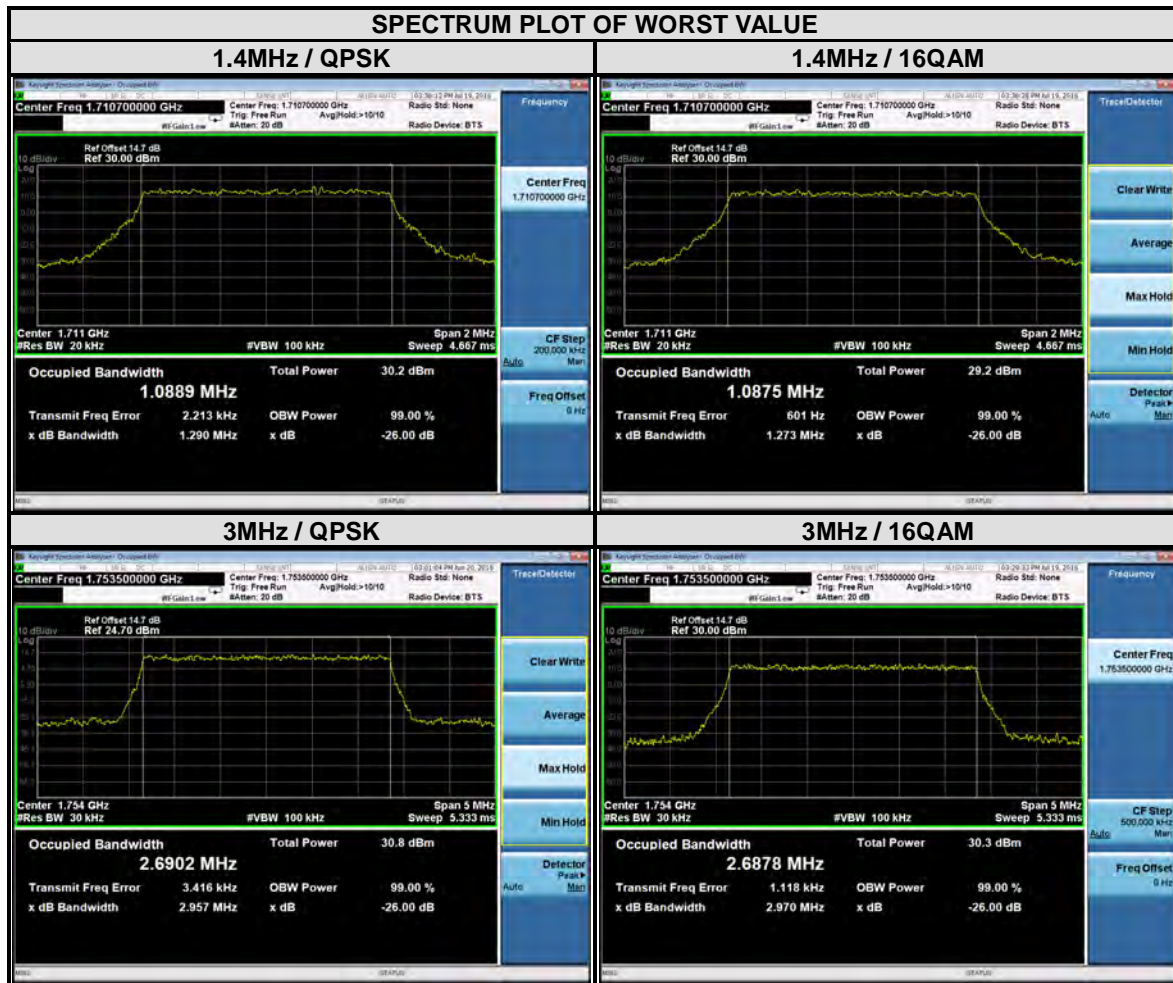 SPECTRUM PLOT OF WORST VALUE
1.4MHz / QPSK
Center Freq 1.710700000 GHz
Center Freq: 1.710700000 GHz
Radio Std: None
Trig: Free Run
Avg|Hold:>10/10
#IFGain:Low
#Atten: 20 dB
Radio Device: BTS
Ref Offset 14.7 dB
10 dB/div
Ref 30.00 dBm
Log
Center 1.711 GHz
Span 2 MHz
#Res BW 20 kHz
#VBW 100 kHz
Sweep 4.667 ms
Occupied Bandwidth
Total Power
30.2 dBm
1.0889 MHz
Transmit Freq Error
2.213 kHz
OBW Power
99.00 %
x dB Bandwidth
1.290 MHz
x dB
-26.00 dB
Frequency
Center Freq
1.710700000 GHz
CF Step
200.000 kHz
Auto
Man
Freq Offset
0 Hz
1.4MHz / 16QAM
Center Freq 1.710700000 GHz
Center Freq: 1.710700000 GHz
Radio Std: None
Trig: Free Run
Avg|Hold:>10/10
#IFGain:Low
#Atten: 20 dB
Radio Device: BTS
Ref Offset 14.7 dB
10 dB/div
Ref 30.00 dBm
Log
Center 1.711 GHz
Span 2 MHz
#Res BW 20 kHz
#VBW 100 kHz
Sweep 4.667 ms
Occupied Bandwidth
Total Power
29.2 dBm
1.0875 MHz
Transmit Freq Error
601 Hz
OBW Power
99.00 %
x dB Bandwidth
1.273 MHz
x dB
-26.00 dB
Trace/Detector
Clear Write
Average
Max Hold
Min Hold
Detector
Peak
Auto
Man
3MHz / QPSK
Center Freq 1.753500000 GHz
Center Freq: 1.753500000 GHz
Radio Std: None
Trig: Free Run
Avg|Hold:>10/10
#IFGain:Low
#Atten: 20 dB
Radio Device: BTS
Ref Offset 14.7 dB
10 dB/div
Ref 24.70 dBm
Log
Center 1.754 GHz
Span 5 MHz
#Res BW 30 kHz
#VBW 100 kHz
Sweep 5.333 ms
Occupied Bandwidth
Total Power
30.8 dBm
2.6902 MHz
Transmit Freq Error
3.416 kHz
OBW Power
99.00 %
x dB Bandwidth
2.957 MHz
x dB
-26.00 dB
Trace/Detector
Clear Write
Average
Max Hold
Min Hold
Detector
Peak
Auto
Man
3MHz / 16QAM
Center Freq 1.753500000 GHz
Center Freq: 1.753500000 GHz
Radio Std: None
Trig: Free Run
Avg|Hold:>10/10
#IFGain:Low
#Atten: 20 dB
Radio Device: BTS
Ref Offset 14.7 dB
10 dB/div
Ref 30.00 dBm
Log
Center 1.754 GHz
Span 5 MHz
#Res BW 30 kHz
#VBW 100 kHz
Sweep 5.333 ms
Occupied Bandwidth
Total Power
30.3 dBm
2.6878 MHz
Transmit Freq Error
1.118 kHz
OBW Power
99.00 %
x dB Bandwidth
2.970 MHz
x dB
-26.00 dB
Frequency
Center Freq
1.753500000 GHz
CF Step
500.000 kHz
Auto
Man
Freq Offset
0 Hz